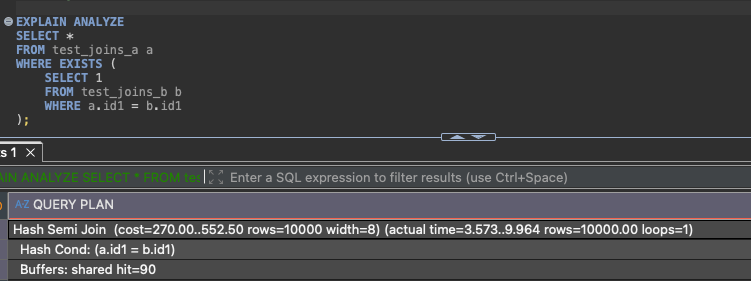 EXPLAIN ANALYZE
SELECT *
FROM test_joins_a a
WHERE EXISTS (
SELECT 1
FROM test_joins_b b
WHERE a.id1 = b.id1
);
ts 1
AIN ANALYZE SELECT * FROM tes
Enter a SQL expression to filter results (use Ctrl+Space)
A-Z QUERY PLAN
Hash Semi Join (cost=270.00..552.50 rows=10000 width=8) (actual time=3.573..9.964 rows=10000.00 loops=1)
Hash Cond: (a.id1 = b.id1)
Buffers: shared hit=90